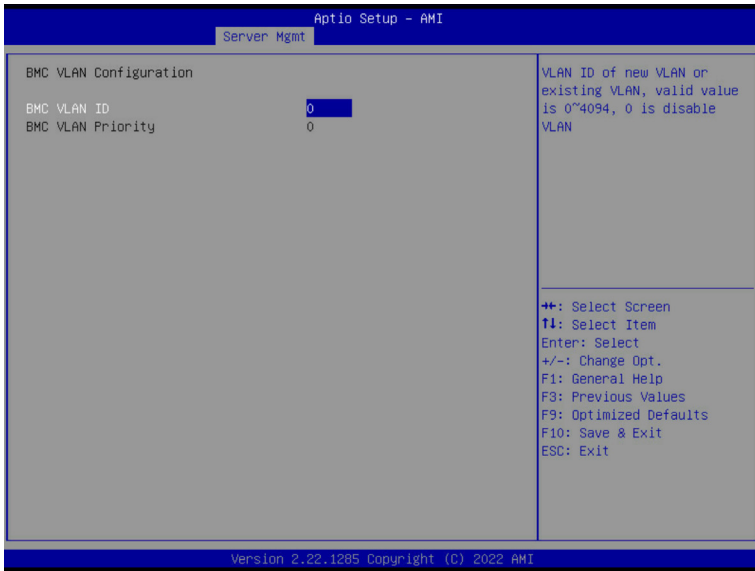 Aptio Setup – AMI
Server Mgmt
BMC VLAN Configuration
BMC VLAN ID 0
BMC VLAN Priority 0
VLAN ID of new VLAN or
existing VLAN, valid value
is 0~4094, 0 is disable
VLAN
→←: Select Screen
↑↓: Select Item
Enter: Select
+/-: Change Opt.
F1: General Help
F3: Previous Values
F9: Optimized Defaults
F10: Save & Exit
ESC: Exit
Version 2.22.1285 Copyright (C) 2022 AMI